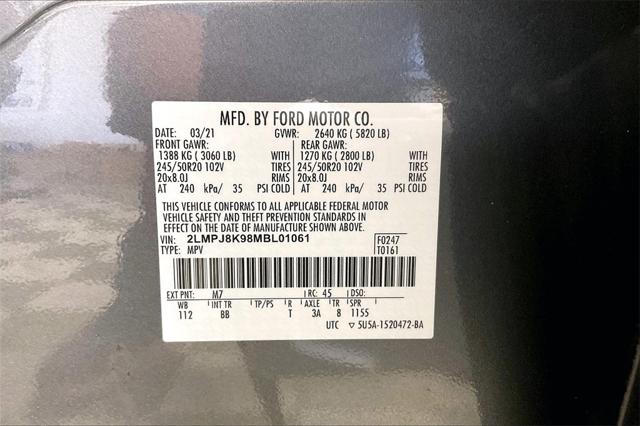 MFD. BY FORD MOTOR CO.
DATE: 03/21 GVWR: 2640 KG ( 5820 LB)
FRONT GAWR: REAR GAWR:
1388 KG ( 3060 LB) WITH 1270 KG ( 2800 LB) WITH
245/50R20 102V TIRES 245/50R20 102V TIRES
20x8.0J RIMS 20x8.0J RIMS
AT 240 kPa/ 35 PSI COLD AT 240 kPa/ 35 PSI COLD
THIS VEHICLE CONFORMS TO ALL APPLICABLE FEDERAL MOTOR
VEHICLE SAFETY AND THEFT PREVENTION STANDARDS IN
EFFECT ON THE DATE OF MANUFACTURE SHOWN ABOVE.
VIN: 2LMPJ8K98MBL01061 F0247
TYPE: MPV T0161
EXT PNT: M7 RC: 45 DSO:
WB INT TR TP/PS R AXLE TR SPR
112 BB T 3A 8 1155
UTC ▽ 5U5A-1520472-BA